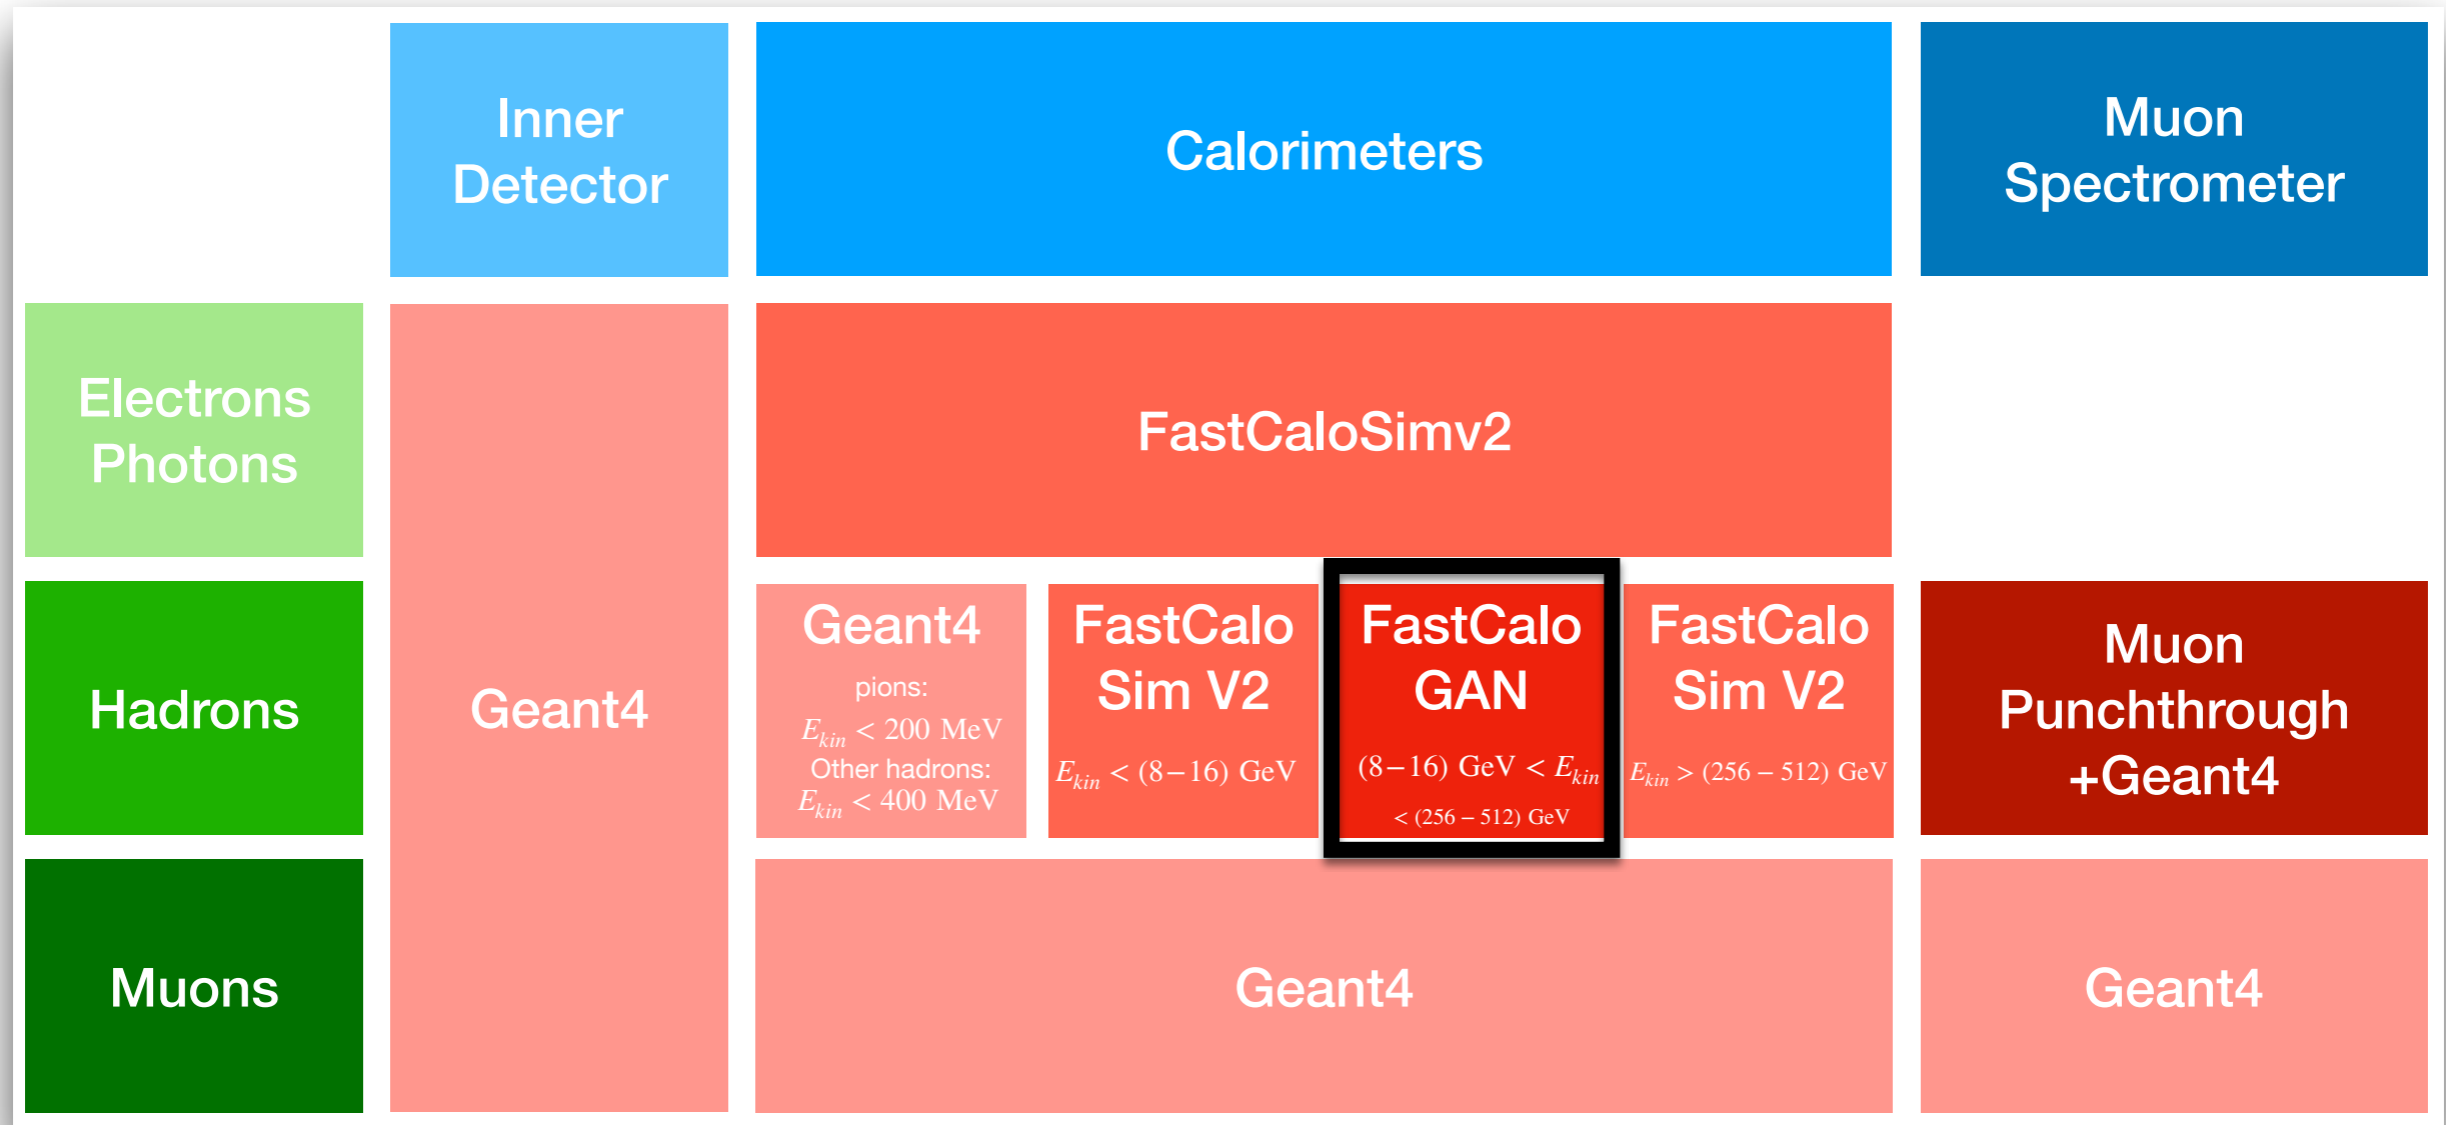 Inner
Detector
Calorimeters
Muon
Spectrometer
Electrons
Photons
FastCaloSimv2
Hadrons
Geant4
Geant4
pions:
E_kin < 200 MeV
Other hadrons:
E_kin < 400 MeV
FastCalo
Sim V2
E_kin < (8−16) GeV
FastCalo
GAN
(8−16) GeV < E_kin
< (256 − 512) GeV
FastCalo
Sim V2
E_kin > (256 − 512) GeV
Muon
Punchthrough
+Geant4
Muons
Geant4
Geant4